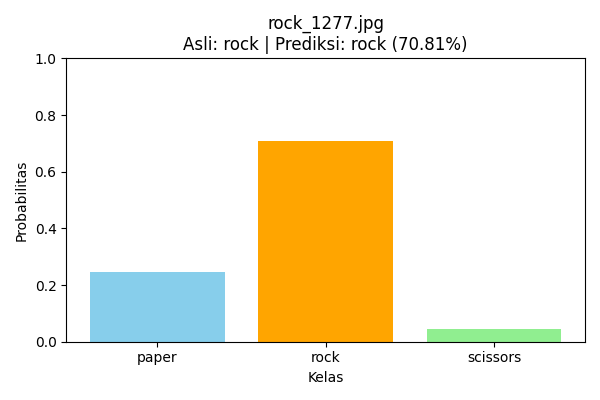 rock_1277.jpg
Asli: rock | Prediksi: rock (70.81%)
1.0
0.8
0.6
0.4
0.2
0.0
Probabilitas
paper rock scissors
Kelas